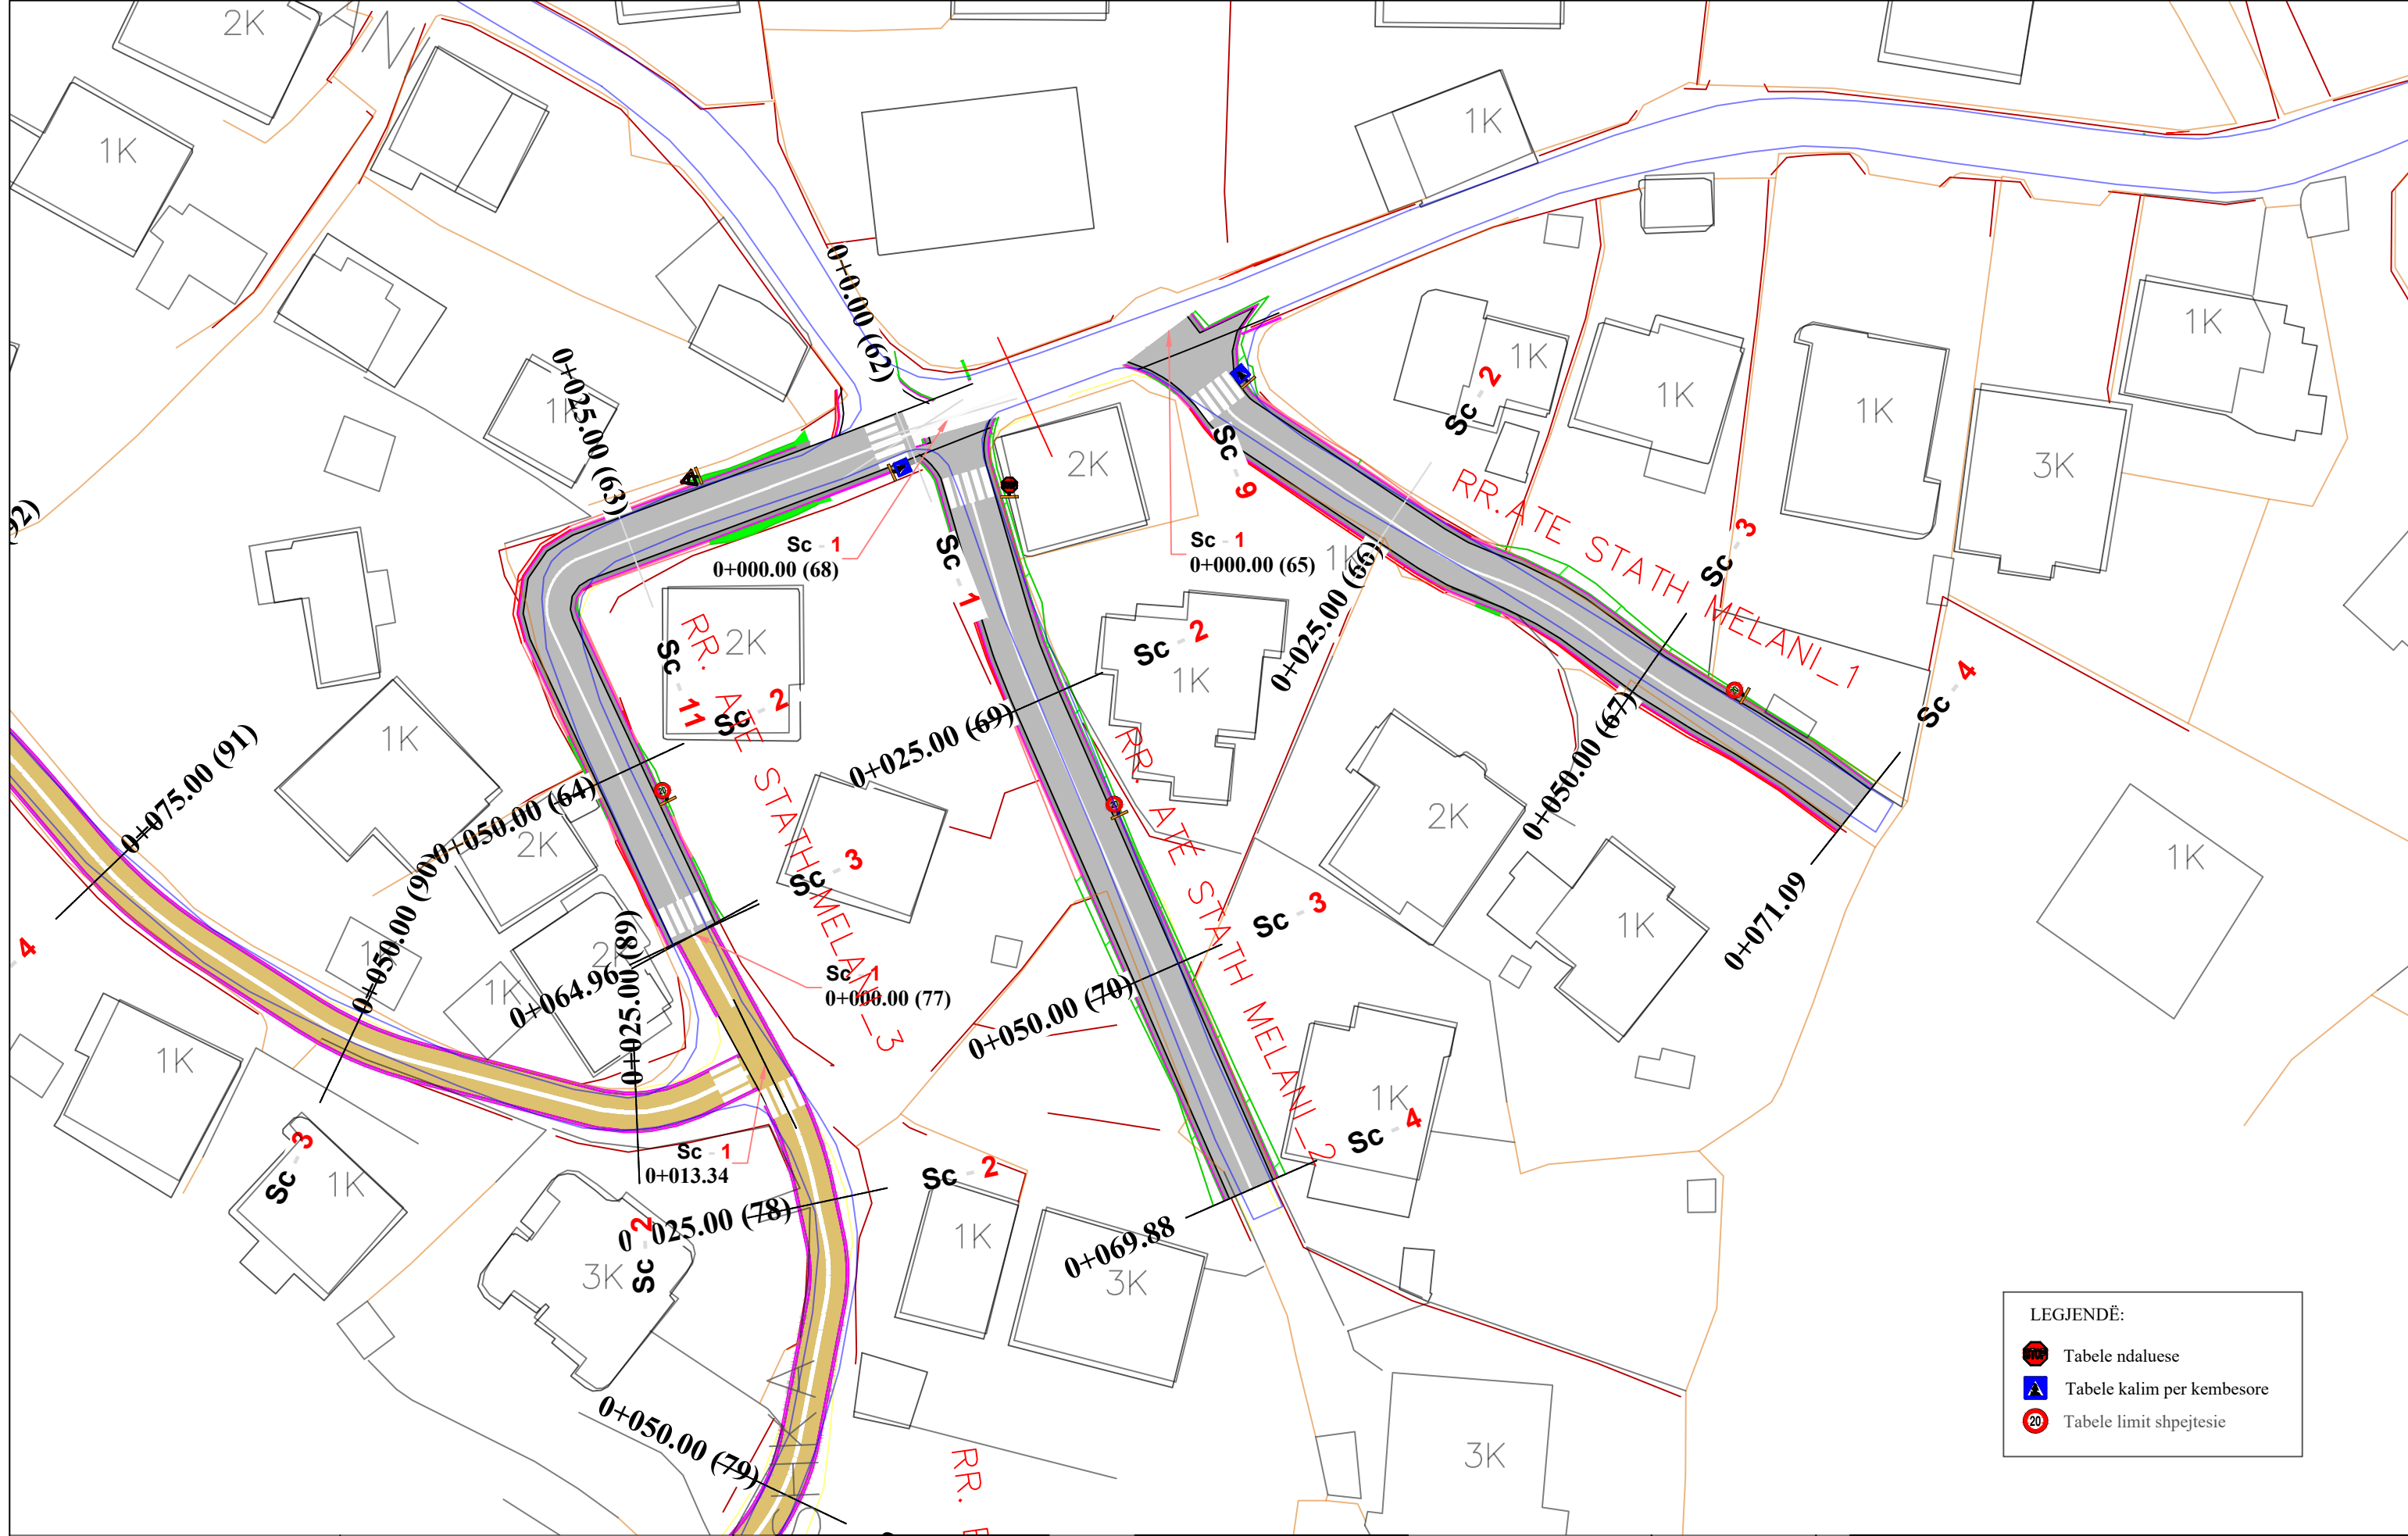 2K
1K
1K
1K
1K
2K
1K
1K
1K
3K
1K
0+0.00 (62)
0+025.00 (63)
Sc - 1
0+000.00 (68)
Sc - 1
0+000.00 (65)
Sc - 9
Sc - 2
RR.ATE STATH MELANI_1
Sc - 3
1K
0+025.00 (66)
Sc - 1
2K
RR. ATE STATH MELANI_3
Sc - 11
Sc - 2
Sc - 2
1K
0+025.00 (69)
RR. ATE STATH MELANI_2
0+050.00 (67)
Sc - 4
0+075.00 (91)
1K
0+050.00 (64)
2K
0+050.00 (90)
Sc - 3
2K
1K
0+071.09
Sc - 3
1K
4
1K
1K
2K
0+025.00 (89)
0+064.96
Sc - 1
0+000.00 (77)
0+050.00 (70)
1K
1K
Sc - 4
Sc - 3
1K
Sc - 1
0+013.34
Sc - 2
0+025.00 (78)
Sc - 2
1K
0+069.88
3K
3K
0+050.00 (79)
RR.
3K
LEGJENDË:
STOP Tabele ndaluese
Tabele kalim per kembesore
20 Tabele limit shpejtesie